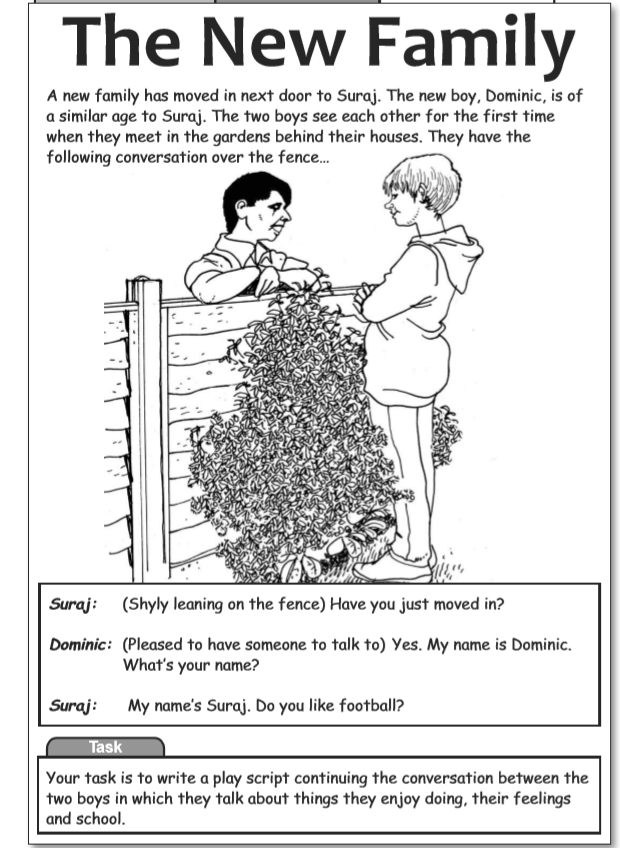 The New Family
A new family has moved in next door to Suraj. The new boy, Dominic, is of
a similar age to Suraj. The two boys see each other for the first time
when they meet in the gardens behind their houses. They have the
following conversation over the fence...
Suraj: (Shyly leaning on the fence) Have you just moved in?
Dominic: (Pleased to have someone to talk to) Yes. My name is Dominic.
What's your name?
Suraj: My name's Suraj. Do you like football?
Task
Your task is to write a play script continuing the conversation between the
two boys in which they talk about things they enjoy doing, their feelings
and school.